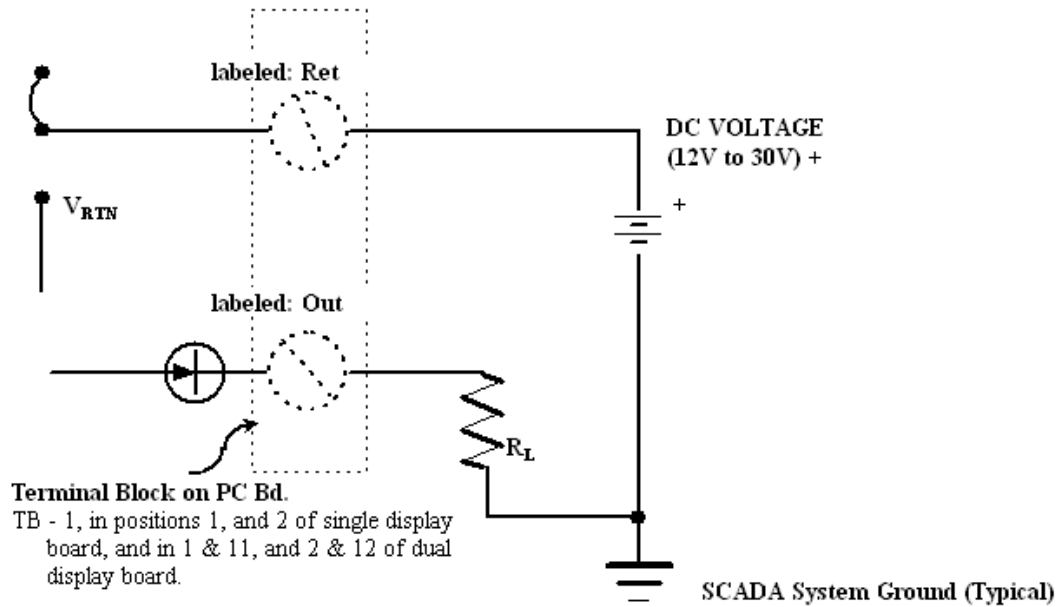 labeled: Ret
DC VOLTAGE
(12V to 30V) +
+
VRTN
labeled: Out
RL
Terminal Block on PC Bd.
TB - 1, in positions 1, and 2 of single display
board, and in 1 & 11, and 2 & 12 of dual
display board.
SCADA System Ground (Typical)